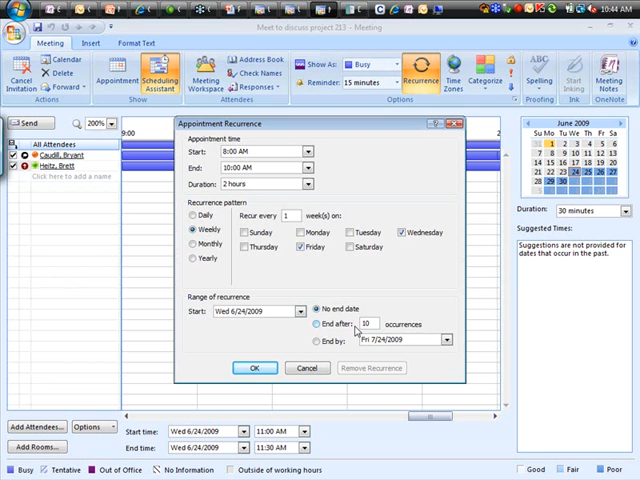 10:44 AM
Meet to discuss project 213 - Meeting
Meeting Insert Format Text
Cancel Invitation
Calendar
Delete
Forward
Actions
Appointment
Scheduling Assistant
Show
Meeting Workspace
Address Book
Check Names
Responses
Attendees
Show As: Busy
Reminder: 15 minutes
Recurrence
Time Zones
Categorize
Options
Spelling
Proofing
Start Inking
Ink
Meeting Notes
OneNote
Send
200%
9:00
2
All Attendees
Caudill, Bryant
Heitz, Brett
Click here to add a name
Appointment Recurrence
Appointment time
Start: 8:00 AM
End: 10:00 AM
Duration: 2 hours
Recurrence pattern
Daily
Weekly
Monthly
Yearly
Recur every 1 week(s) on:
Sunday Monday Tuesday Wednesday
Thursday Friday Saturday
Range of recurrence
Start: Wed 6/24/2009
No end date
End after: 10 occurrences
End by: Fri 7/24/2009
OK Cancel Remove Recurrence
June 2009
Su Mo Tu We Th Fr Sa
31 1 2 3 4 5 6
7 8 9 10 11 12 13
14 15 16 17 18 19 20
21 22 23 24 25 26 27
28 29 30
Duration: 30 minutes
Suggested Times:
Suggestions are not provided for
dates that occur in the past.
Add Attendees... Options
Add Rooms...
Start time: Wed 6/24/2009 11:00 AM
End time: Wed 6/24/2009 11:30 AM
Busy Tentative Out of Office No Information Outside of working hours
Good Fair Poor